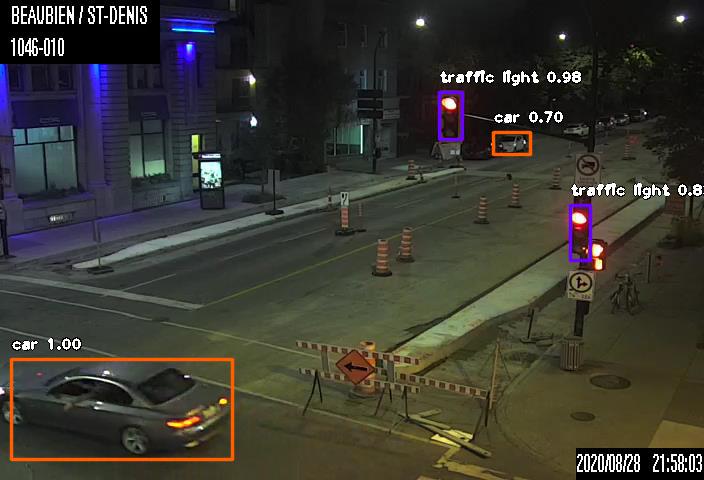 BEAUBIEN / ST-DENIS
1046-010
traffic light 0.98
car 0.70
traffic light 0.8
car 1.00
2020/08/28 21:58:03